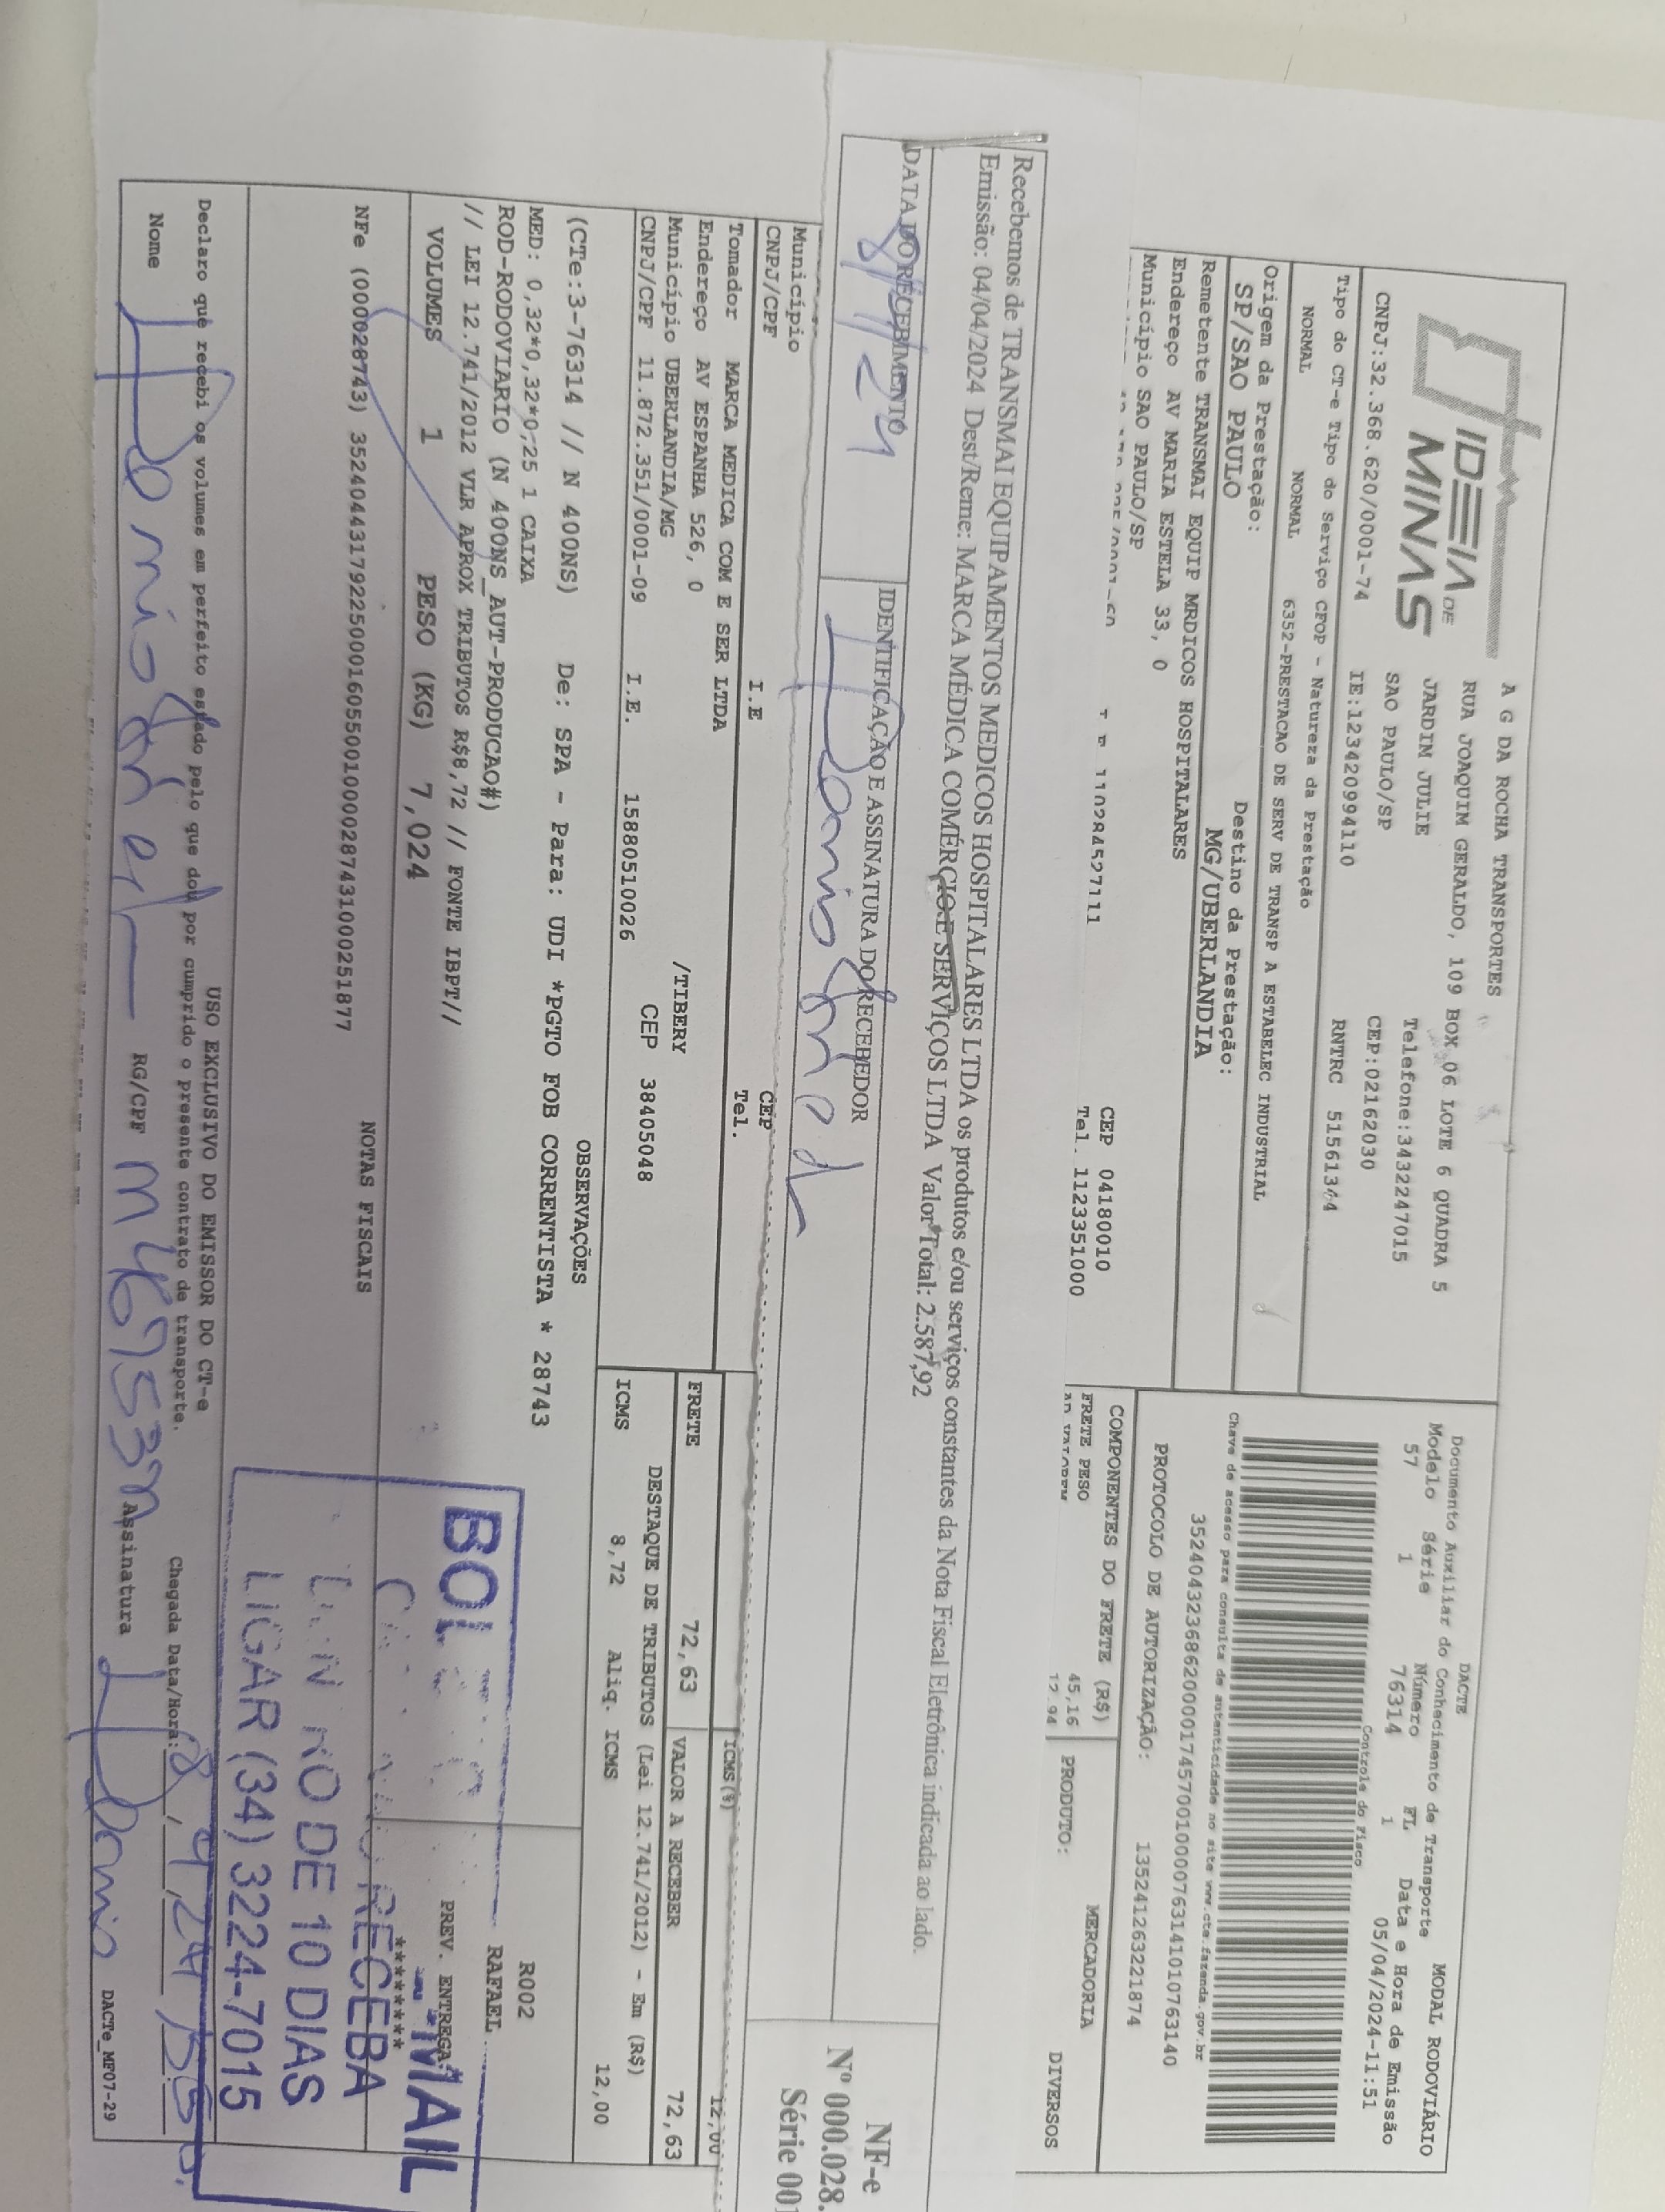 IDEIA DE
MINAS
A G DA ROCHA TRANSPORTES
RUA JOAQUIM GERALDO, 109 BOX 06 LOTE 6 QUADRA 5
JARDIM JULIE Telefone:3432247015
SAO PAULO/SP CEP:02162030
CNPJ:32.368.620/0001-74 IE:123420994110 RNTRC 51561344
DACTE MODAL RODOVIÁRIO
Documento Auxiliar do Conhecimento de Transporte
Modelo Série Número FL Data e Hora de Emissão
57 1 76314 1 05/04/2024-11:51
Controle do Fisco
Tipo do CT-e Tipo do Serviço CFOP - Natureza da Prestação
NORMAL NORMAL 6352-PRESTACAO DE SERV DE TRANSP A ESTABELEC INDUSTRIAL
Chave de acesso para consulta de autenticidade no site www.cte.fazenda.gov.br
35240432368620000174570010000763141010763140
Origem da Prestação: Destino da Prestação:
SP/SAO PAULO MG/UBERLANDIA
PROTOCOLO DE AUTORIZAÇÃO: 135241263221874
Remetente TRANSMAI EQUIP MRDICOS HOSPITALARES
Endereço AV MARIA ESTELA 33, 0
Município SAO PAULO/SP CEP 04180010
Tel. 1123351000
110284527111
COMPONENTES DO FRETE (R$) MERCADORIA
FRETE PESO 45,16 PRODUTO: DIVERSOS
AD VALOREM 12,94
Recebemos de TRANSMAI EQUIPAMENTOS MEDICOS HOSPITALARES LTDA os produtos e/ou serviços constantes da Nota Fiscal Eletrônica indicada ao lado.
Emissão: 04/04/2024 Dest/Reme: MARCA MÉDICA COMÉRCIO E SERVIÇOS LTDA Valor Total: 2.587,92
DATA DO RECEBIMENTO IDENTIFICAÇÃO E ASSINATURA DO RECEBEDOR
8/4/24
NF-e
Nº 000.028.
Série 001
Município CEP
CNPJ/CPF I.E Tel.
Tomador MARCA MEDICA COM E SER LTDA
Endereço AV ESPANHA 526, 0
Município UBERLANDIA/MG /TIBERY
CNPJ/CPF 11.872.351/0001-09 I.E. 15880510026 CEP 38405048
ICMS(%) 12,00
FRETE 72,63 VALOR A RECEBER 72,63
DESTAQUE DE TRIBUTOS (Lei 12.741/2012) - Em (R$)
ICMS 8,72 Aliq. ICMS 12,00
OBSERVAÇÕES
(CTe:3-76314 // N 400NS) De: SPA - Para: UDI *PGTO FOB CORRENTISTA * 28743
MED: 0,32*0,32*0,25 1 CAIXA
ROD-RODOVIARIO (N 400NS_AUT-PRODUCAO#)
// LEI 12.741/2012 VLR APROX TRIBUTOS R$8,72 // FONTE IBPT//
R002
RAFAEL
VOLUMES 1 PESO (KG) 7,024
PREV. ENTREGA:
********
NOTAS FISCAIS
NFe (000028743) 35240443179225000160550010000287431000251877
RECEBA
NO DE 10 DIAS
LIGAR (34) 3224-7015
USO EXCLUSIVO DO EMISSOR DO CT-e
Declaro que recebi os volumes em perfeito estado pelo que dou por cumprido o presente contrato de transporte.
Chegada Data/Hora: 8/4/24
Nome RG/CPF Assinatura
DACTe_MF07-29